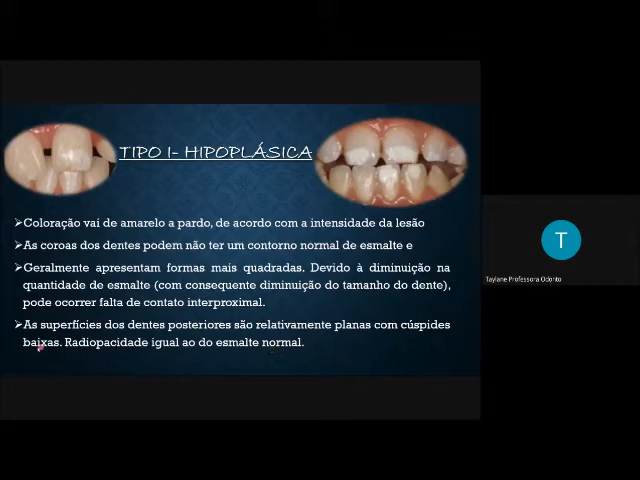 TIPO I- HIPOPLÁSICA
➢Coloração vai de amarelo a pardo, de acordo com a intensidade da lesão
➢As coroas dos dentes podem não ter um contorno normal de esmalte e
➢Geralmente apresentam formas mais quadradas. Devido à diminuição na
quantidade de esmalte (com consequente diminuição do tamanho do dente),
pode ocorrer falta de contato interproximal.
➢As superfícies dos dentes posteriores são relativamente planas com cúspides
baixas. Radiopacidade igual ao do esmalte normal.
T
Taylane Professora Odonto